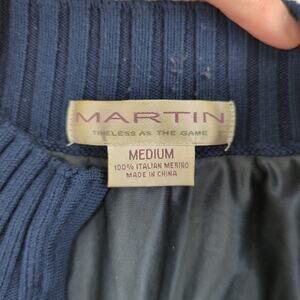 MARTIN
TIMELESS AS THE GAME
MEDIUM
100% ITALIAN MERINO
MADE IN CHINA